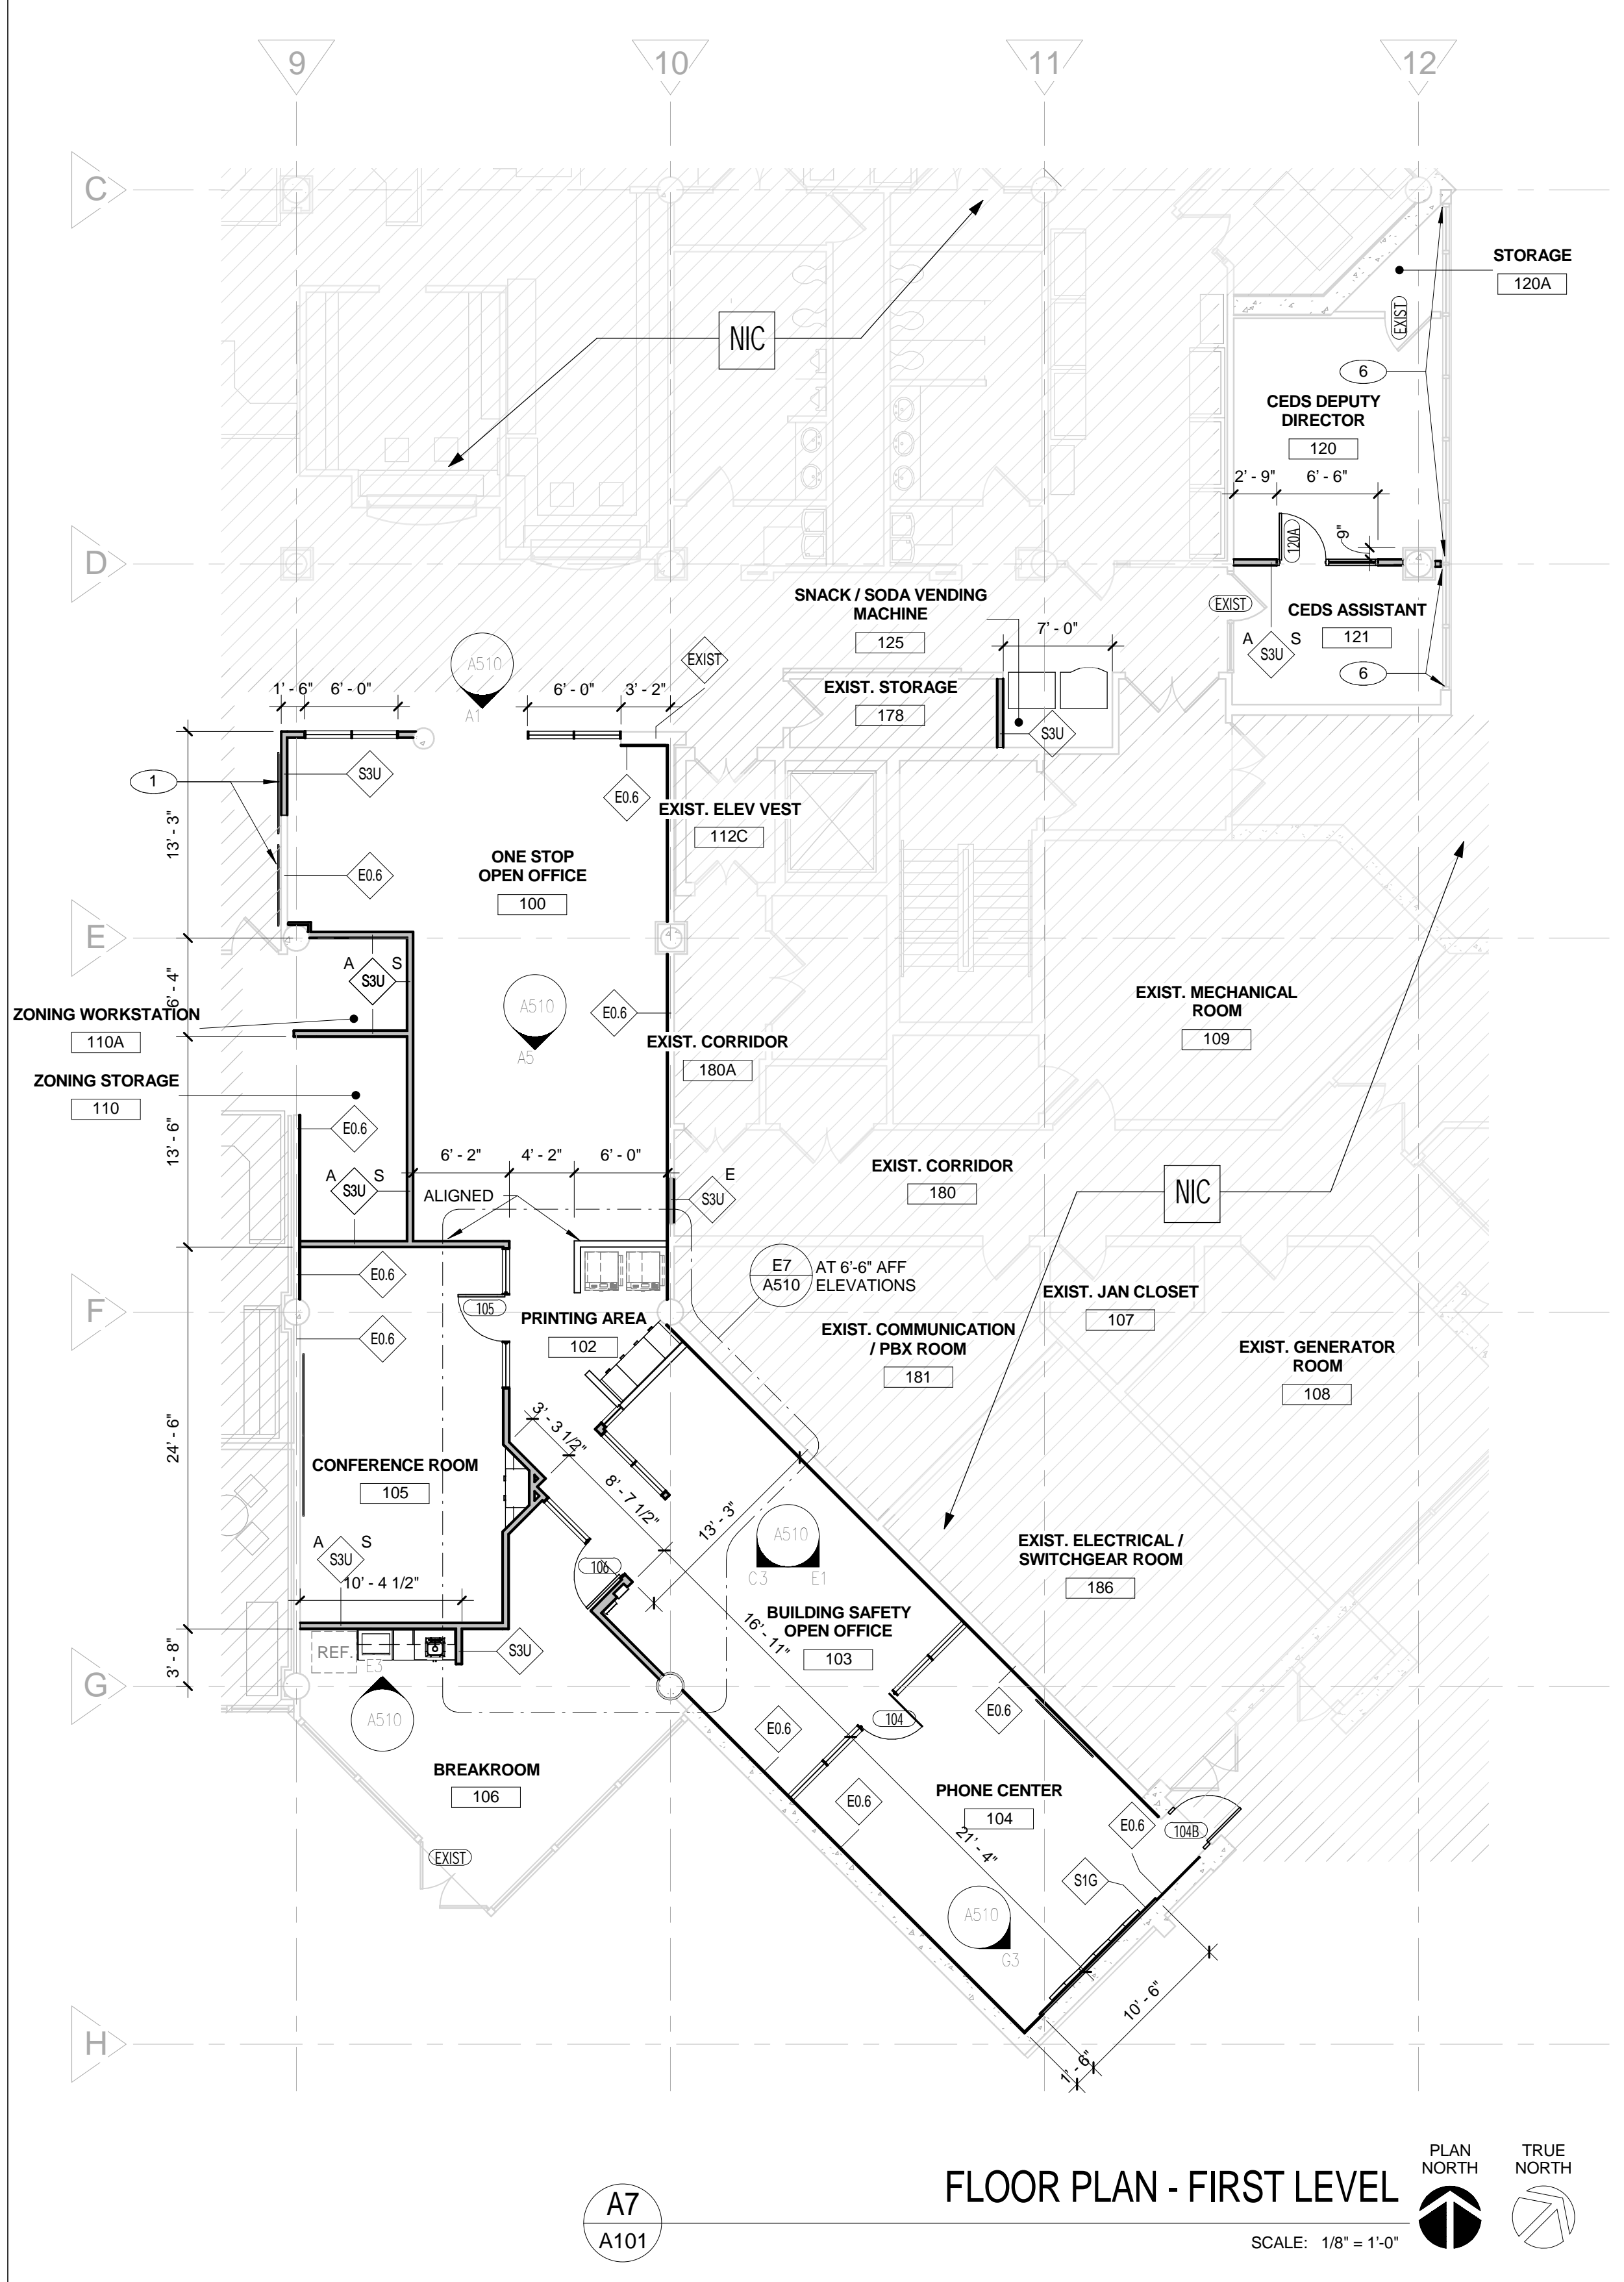 9
10
11
12
C
STORAGE
120A
EXIST
NIC
6
CEDS DEPUTY
DIRECTOR
120
2' - 9"
6' - 6"
9"
120A
D
SNACK / SODA VENDING
MACHINE
125
EXIST
CEDS ASSISTANT
121
7' - 0"
A
S
S3U
6
A510
A1
EXIST
EXIST. STORAGE
178
1' - 6"
6' - 0"
6' - 0"
3' - 2"
S3U
1
S3U
E0.6
13' - 3"
EXIST. ELEV VEST
112C
ONE STOP
OPEN OFFICE
100
E0.6
E
A
S
S3U
6' - 4"
A510
A5
E0.6
ZONING WORKSTATION
110A
EXIST. MECHANICAL
ROOM
109
EXIST. CORRIDOR
180A
ZONING STORAGE
110
E0.6
13' - 6"
6' - 2"
4' - 2"
6' - 0"
A
S
S3U
ALIGNED
E
S3U
EXIST. CORRIDOR
180
NIC
E0.6
E7
A510
AT 6'-6" AFF
ELEVATIONS
EXIST. JAN CLOSET
107
F
105
PRINTING AREA
102
E0.6
EXIST. COMMUNICATION
/ PBX ROOM
181
EXIST. GENERATOR
ROOM
108
24' - 6"
3' - 3 1/2"
CONFERENCE ROOM
105
8' - 7 1/2"
13' - 3"
A510
C3
E1
EXIST. ELECTRICAL /
SWITCHGEAR ROOM
186
A
S
S3U
10' - 4 1/2"
106
BUILDING SAFETY
OPEN OFFICE
103
16' - 11"
3' - 8"
REF.
E3
S3U
G
A510
E0.6
104
E0.6
BREAKROOM
106
PHONE CENTER
104
E0.6
E0.6
104B
21' - 4"
EXIST
S1G
A510
G3
10' - 6"
H
1' - 6"
A7
A101
FLOOR PLAN - FIRST LEVEL
SCALE: 1/8" = 1'-0"
PLAN
NORTH
TRUE
NORTH